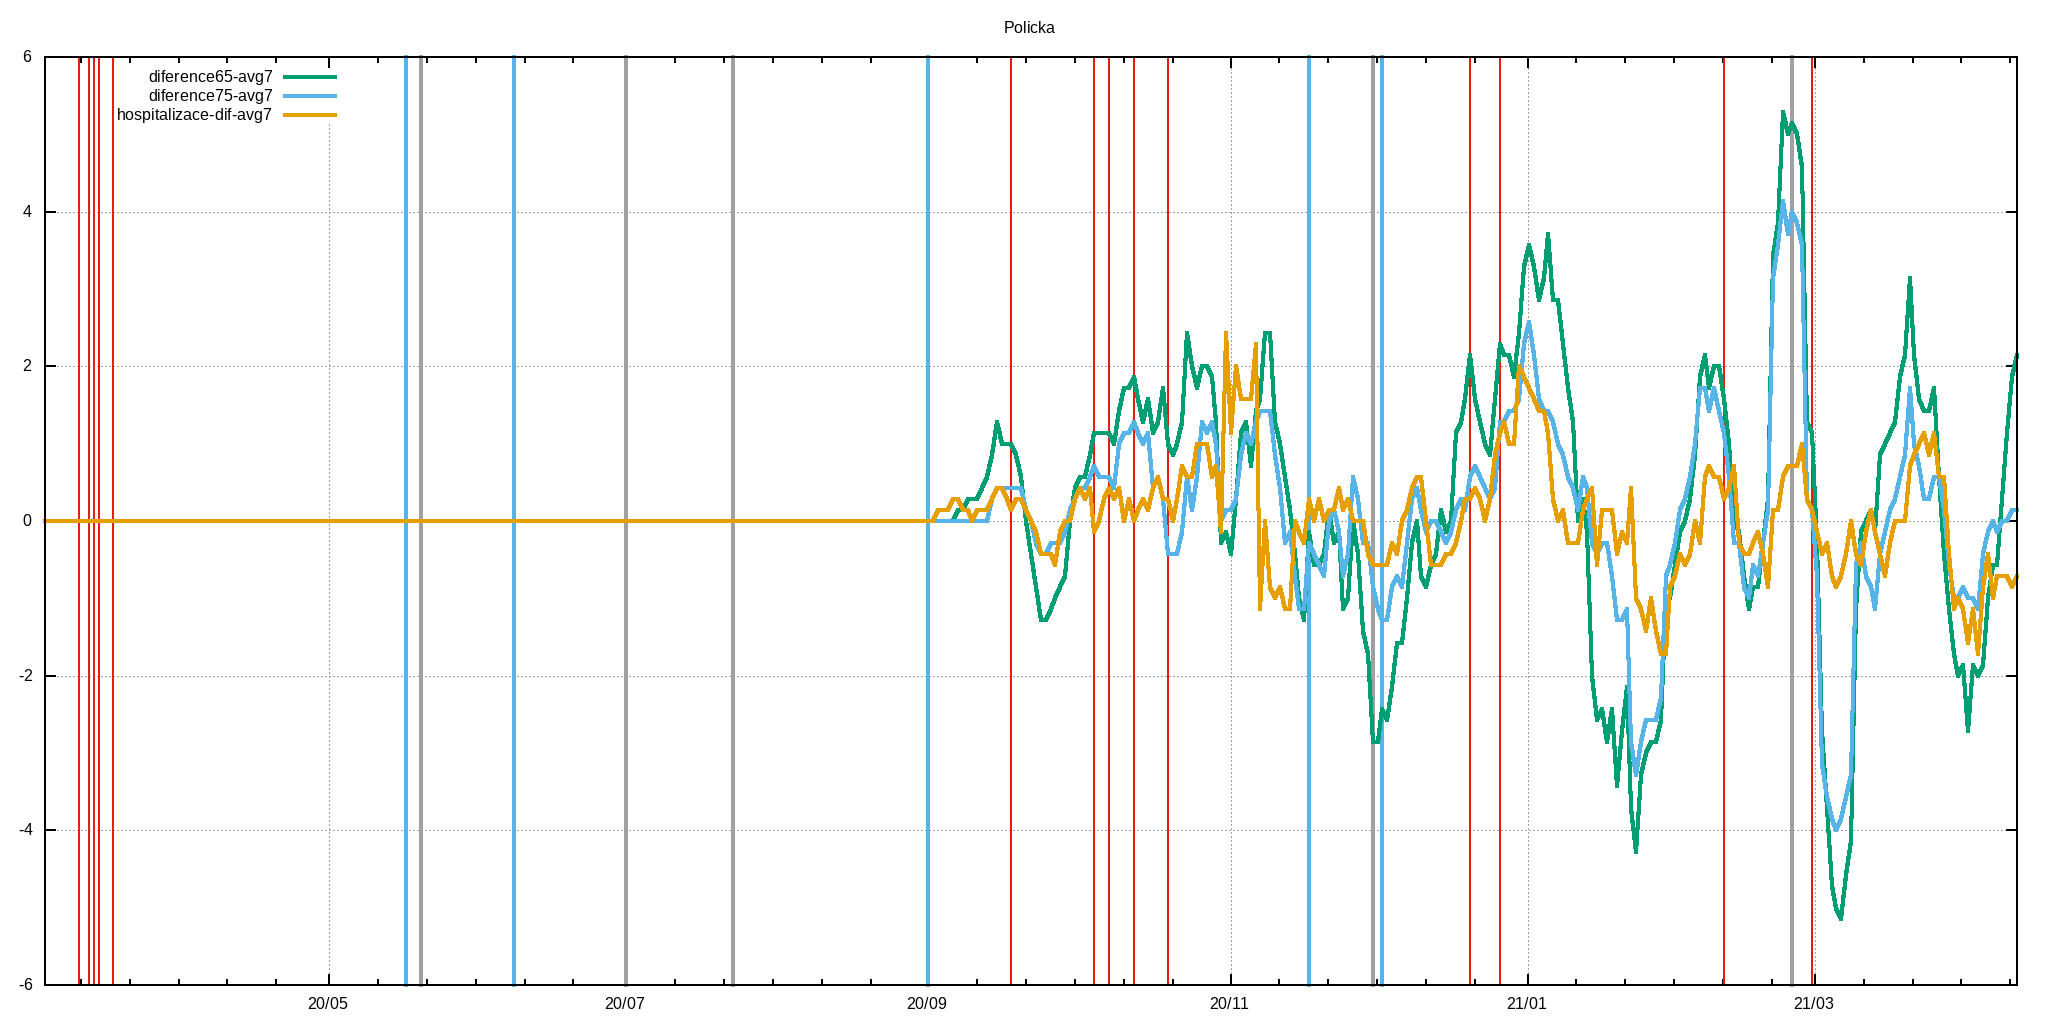 Policka
diference65-avg7
diference75-avg7
hospitalizace-dif-avg7
6
4
2
0
-2
-4
-6
20/05 20/07 20/09 20/11 21/01 21/03